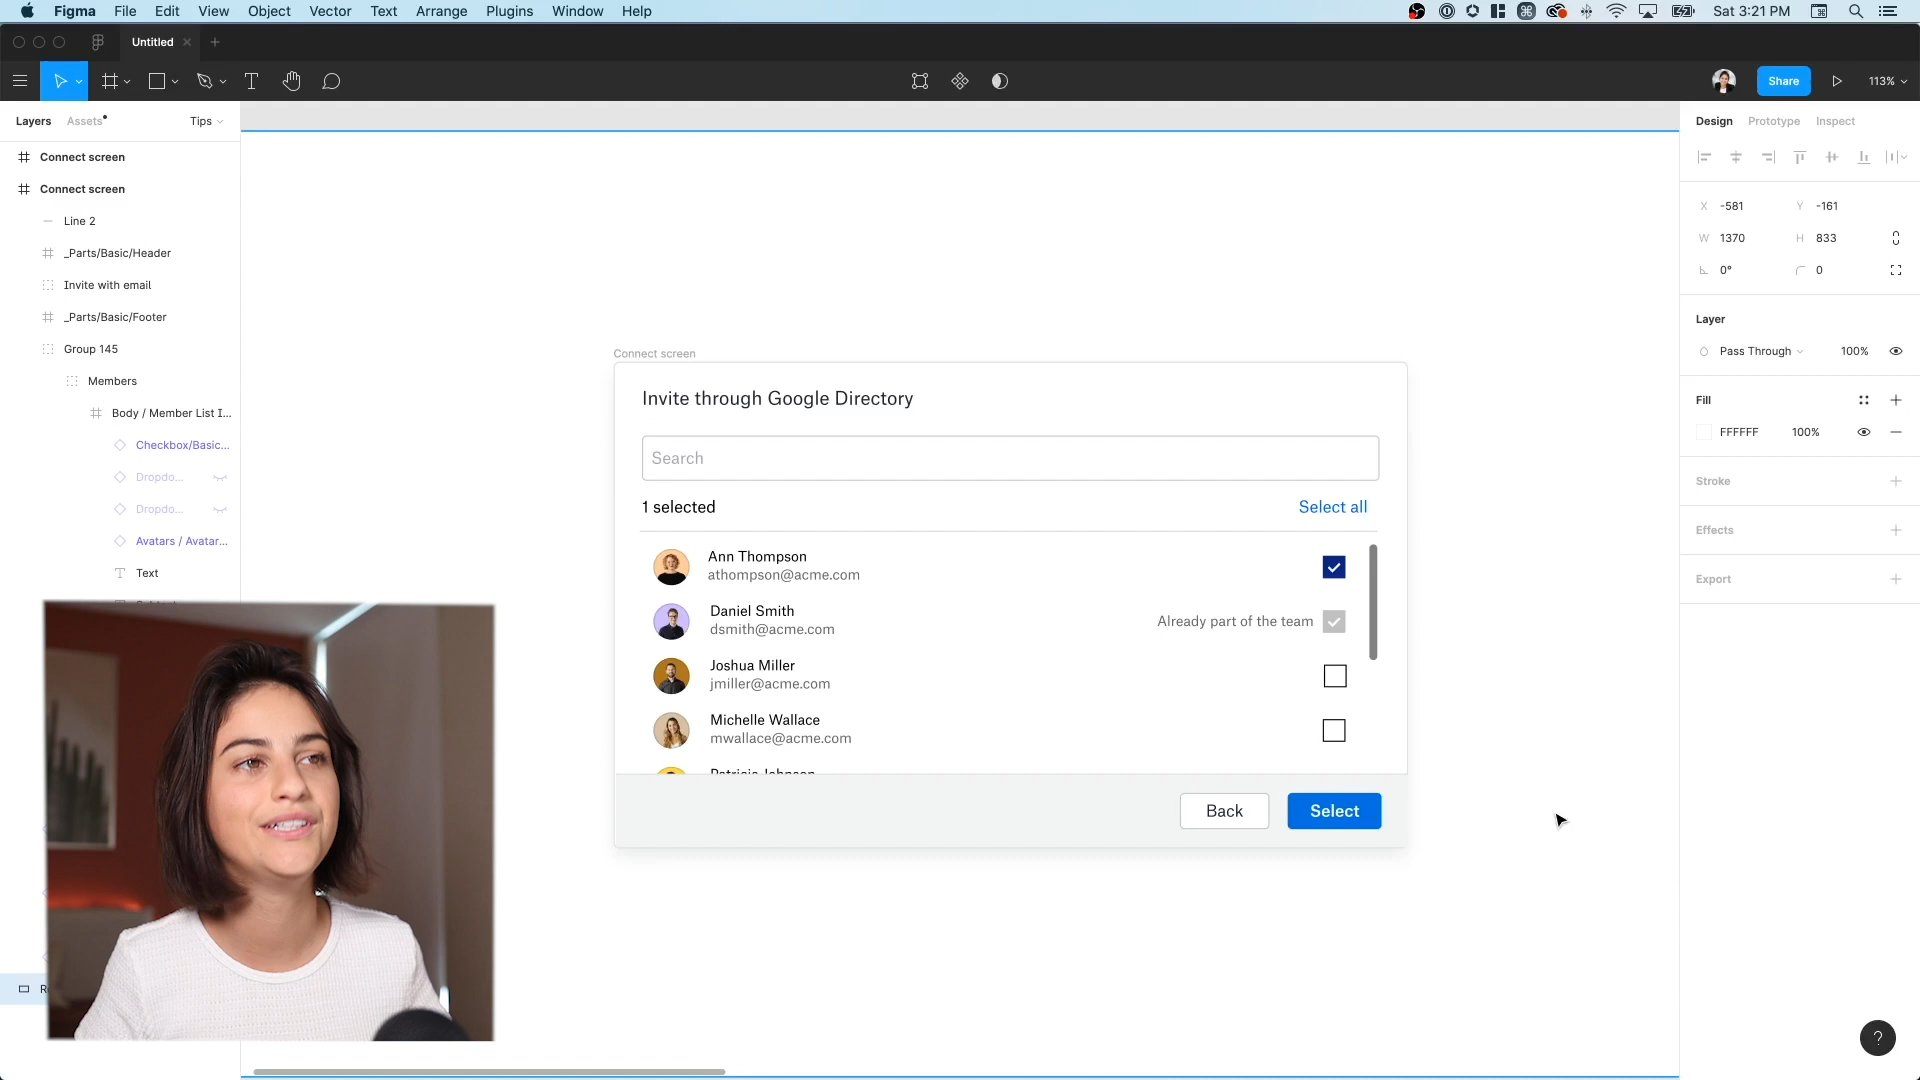 Figma File Edit View Object Vector Text Arrange Plugins Window Help Sat 3:21 PM
Untitled
Share 113%
Layers Assets Tips
Design Prototype Inspect
Connect screen
Connect screen
Line 2
_Parts/Basic/Header
Invite with email
_Parts/Basic/Footer
Group 145
Members
Body / Member List I...
Checkbox/Basic...
Dropdo...
Dropdo...
Avatars / Avatar...
Text
Connect screen
Invite through Google Directory
Search
1 selected Select all
Ann Thompson
athompson@acme.com
Daniel Smith
dsmith@acme.com
Already part of the team
Joshua Miller
jmiller@acme.com
Michelle Wallace
mwallace@acme.com
Patricia Johnson
Back Select
X -581 Y -161
W 1370 H 833
0° 0
Layer
Pass Through 100%
Fill
FFFFFF 100%
Stroke
Effects
Export
?